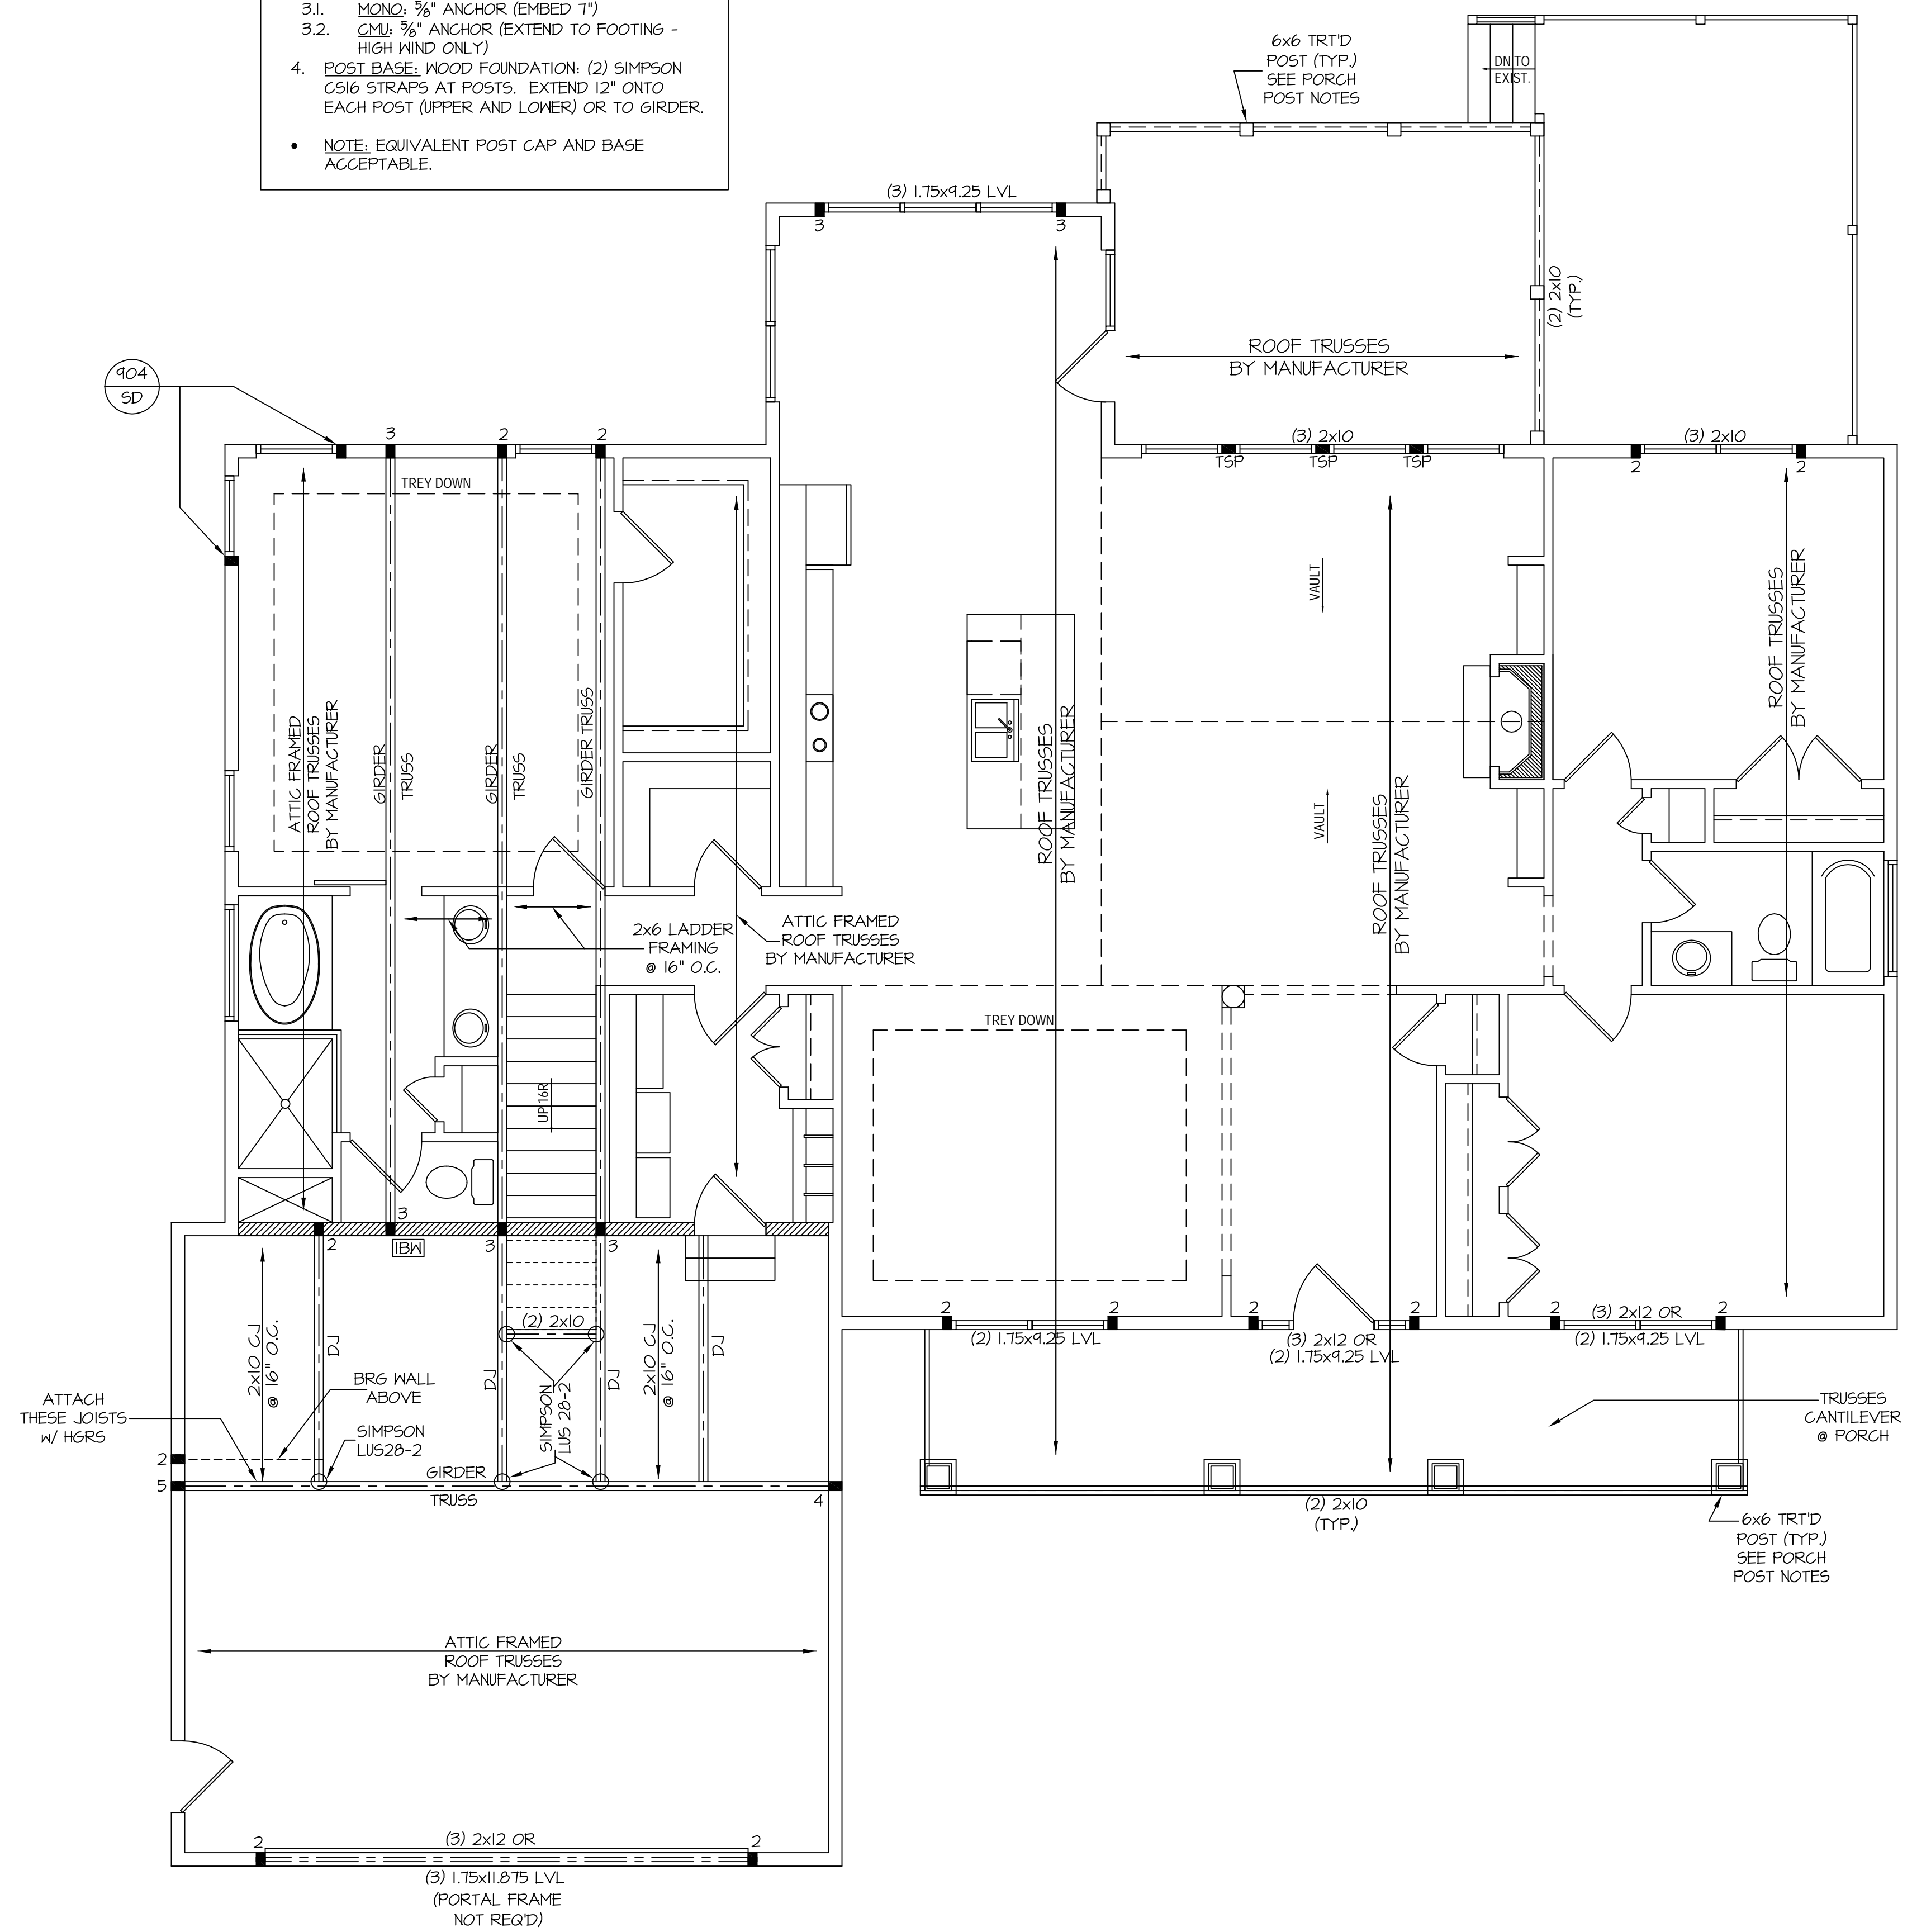 3.1. MONO: 5/8" ANCHOR (EMBED 7")
3.2. CMU: 5/8" ANCHOR (EXTEND TO FOOTING -
HIGH WIND ONLY)
4. POST BASE: WOOD FOUNDATION: (2) SIMPSON
CS16 STRAPS AT POSTS. EXTEND 12" ONTO
EACH POST (UPPER AND LOWER) OR TO GIRDER.
• NOTE: EQUIVALENT POST CAP AND BASE
ACCEPTABLE.
6x6 TRT'D
POST (TYP.)
SEE PORCH
POST NOTES
DN TO
EXIST.
(3) 1.75x9.25 LVL
3
3
(2) 2x10
(TYP.)
ROOF TRUSSES
BY MANUFACTURER
904
SD
3
2
2
(3) 2x10
TSP
TSP
TSP
(3) 2x10
2
2
TREY DOWN
VAULT
VAULT
ATTIC FRAMED
ROOF TRUSSES
BY MANUFACTURER
GIRDER
TRUSS
GIRDER
TRUSS
GIRDER TRUSS
ROOF TRUSSES
BY MANUFACTURER
ROOF TRUSSES
BY MANUFACTURER
ROOF TRUSSES
BY MANUFACTURER
2x6 LADDER
FRAMING
@ 16" O.C.
ATTIC FRAMED
ROOF TRUSSES
BY MANUFACTURER
TREY DOWN
UP 16R
3
2
IBW
3
3
2x10 CJ
@ 16" O.C.
DJ
DJ
(2) 2x10
DJ
2x10 CJ
@ 16" O.C.
DJ
SIMPSON
LUS 28-2
BRG WALL
ABOVE
SIMPSON
LUS28-2
ATTACH
THESE JOISTS
W/ HGRS
2
5
GIRDER
TRUSS
4
2
2
(2) 1.75x9.25 LVL
2
2
(3) 2x12 OR
(2) 1.75x9.25 LVL
2
(3) 2x12 OR
2
(2) 1.75x9.25 LVL
TRUSSES
CANTILEVER
@ PORCH
(2) 2x10
(TYP.)
6x6 TRT'D
POST (TYP.)
SEE PORCH
POST NOTES
ATTIC FRAMED
ROOF TRUSSES
BY MANUFACTURER
2
(3) 2x12 OR
2
(3) 1.75x11.875 LVL
(PORTAL FRAME
NOT REQ'D)